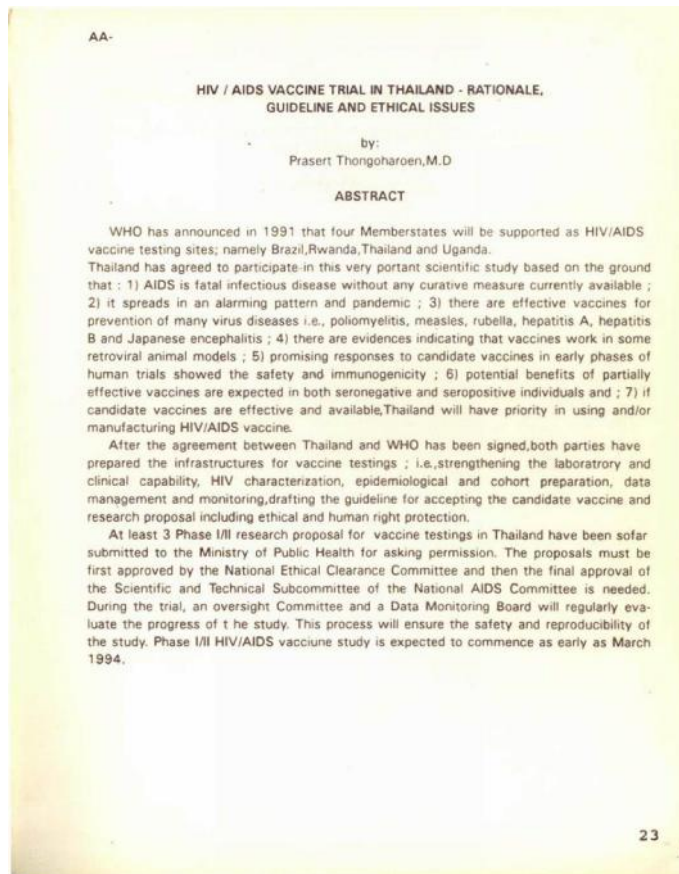 AA-
HIV / AIDS VACCINE TRIAL IN THAILAND - RATIONALE,
GUIDELINE AND ETHICAL ISSUES
by:
Prasert Thongoharoen,M.D
ABSTRACT
WHO has announced in 1991 that four Memberstates will be supported as HIV/AIDS
vaccine testing sites; namely Brazil,Rwanda,Thailand and Uganda.
Thailand has agreed to participate in this very portant scientific study based on the ground
that : 1) AIDS is fatal infectious disease without any curative measure currently available ;
2) it spreads in an alarming pattern and pandemic ; 3) there are effective vaccines for
prevention of many virus diseases i.e., poliomyelitis, measles, rubella, hepatitis A, hepatitis
B and Japanese encephalitis ; 4) there are evidences indicating that vaccines work in some
retroviral animal models ; 5) promising responses to candidate vaccines in early phases of
human trials showed the safety and immunogenicity ; 6) potential benefits of partially
effective vaccines are expected in both seronegative and seropositive individuals and ; 7) if
candidate vaccines are effective and available,Thailand will have priority in using and/or
manufacturing HIV/AIDS vaccine.
After the agreement between Thailand and WHO has been signed,both parties have
prepared the infrastructures for vaccine testings ; i.e.,strengthening the laboratrory and
clinical capability, HIV characterization, epidemiological and cohort preparation, data
management and monitoring,drafting the guideline for accepting the candidate vaccine and
research proposal including ethical and human right protection.
At least 3 Phase I/II research proposal for vaccine testings in Thailand have been sofar
submitted to the Ministry of Public Health for asking permission. The proposals must be
first approved by the National Ethical Clearance Committee and then the final approval of
the Scientific and Technical Subcommittee of the National AIDS Committee is needed.
During the trial, an oversight Committee and a Data Monitoring Board will regularly eva-
luate the progress of t he study. This process will ensure the safety and reproducibility of
the study. Phase I/II HIV/AIDS vacciune study is expected to commence as early as March
1994.
23